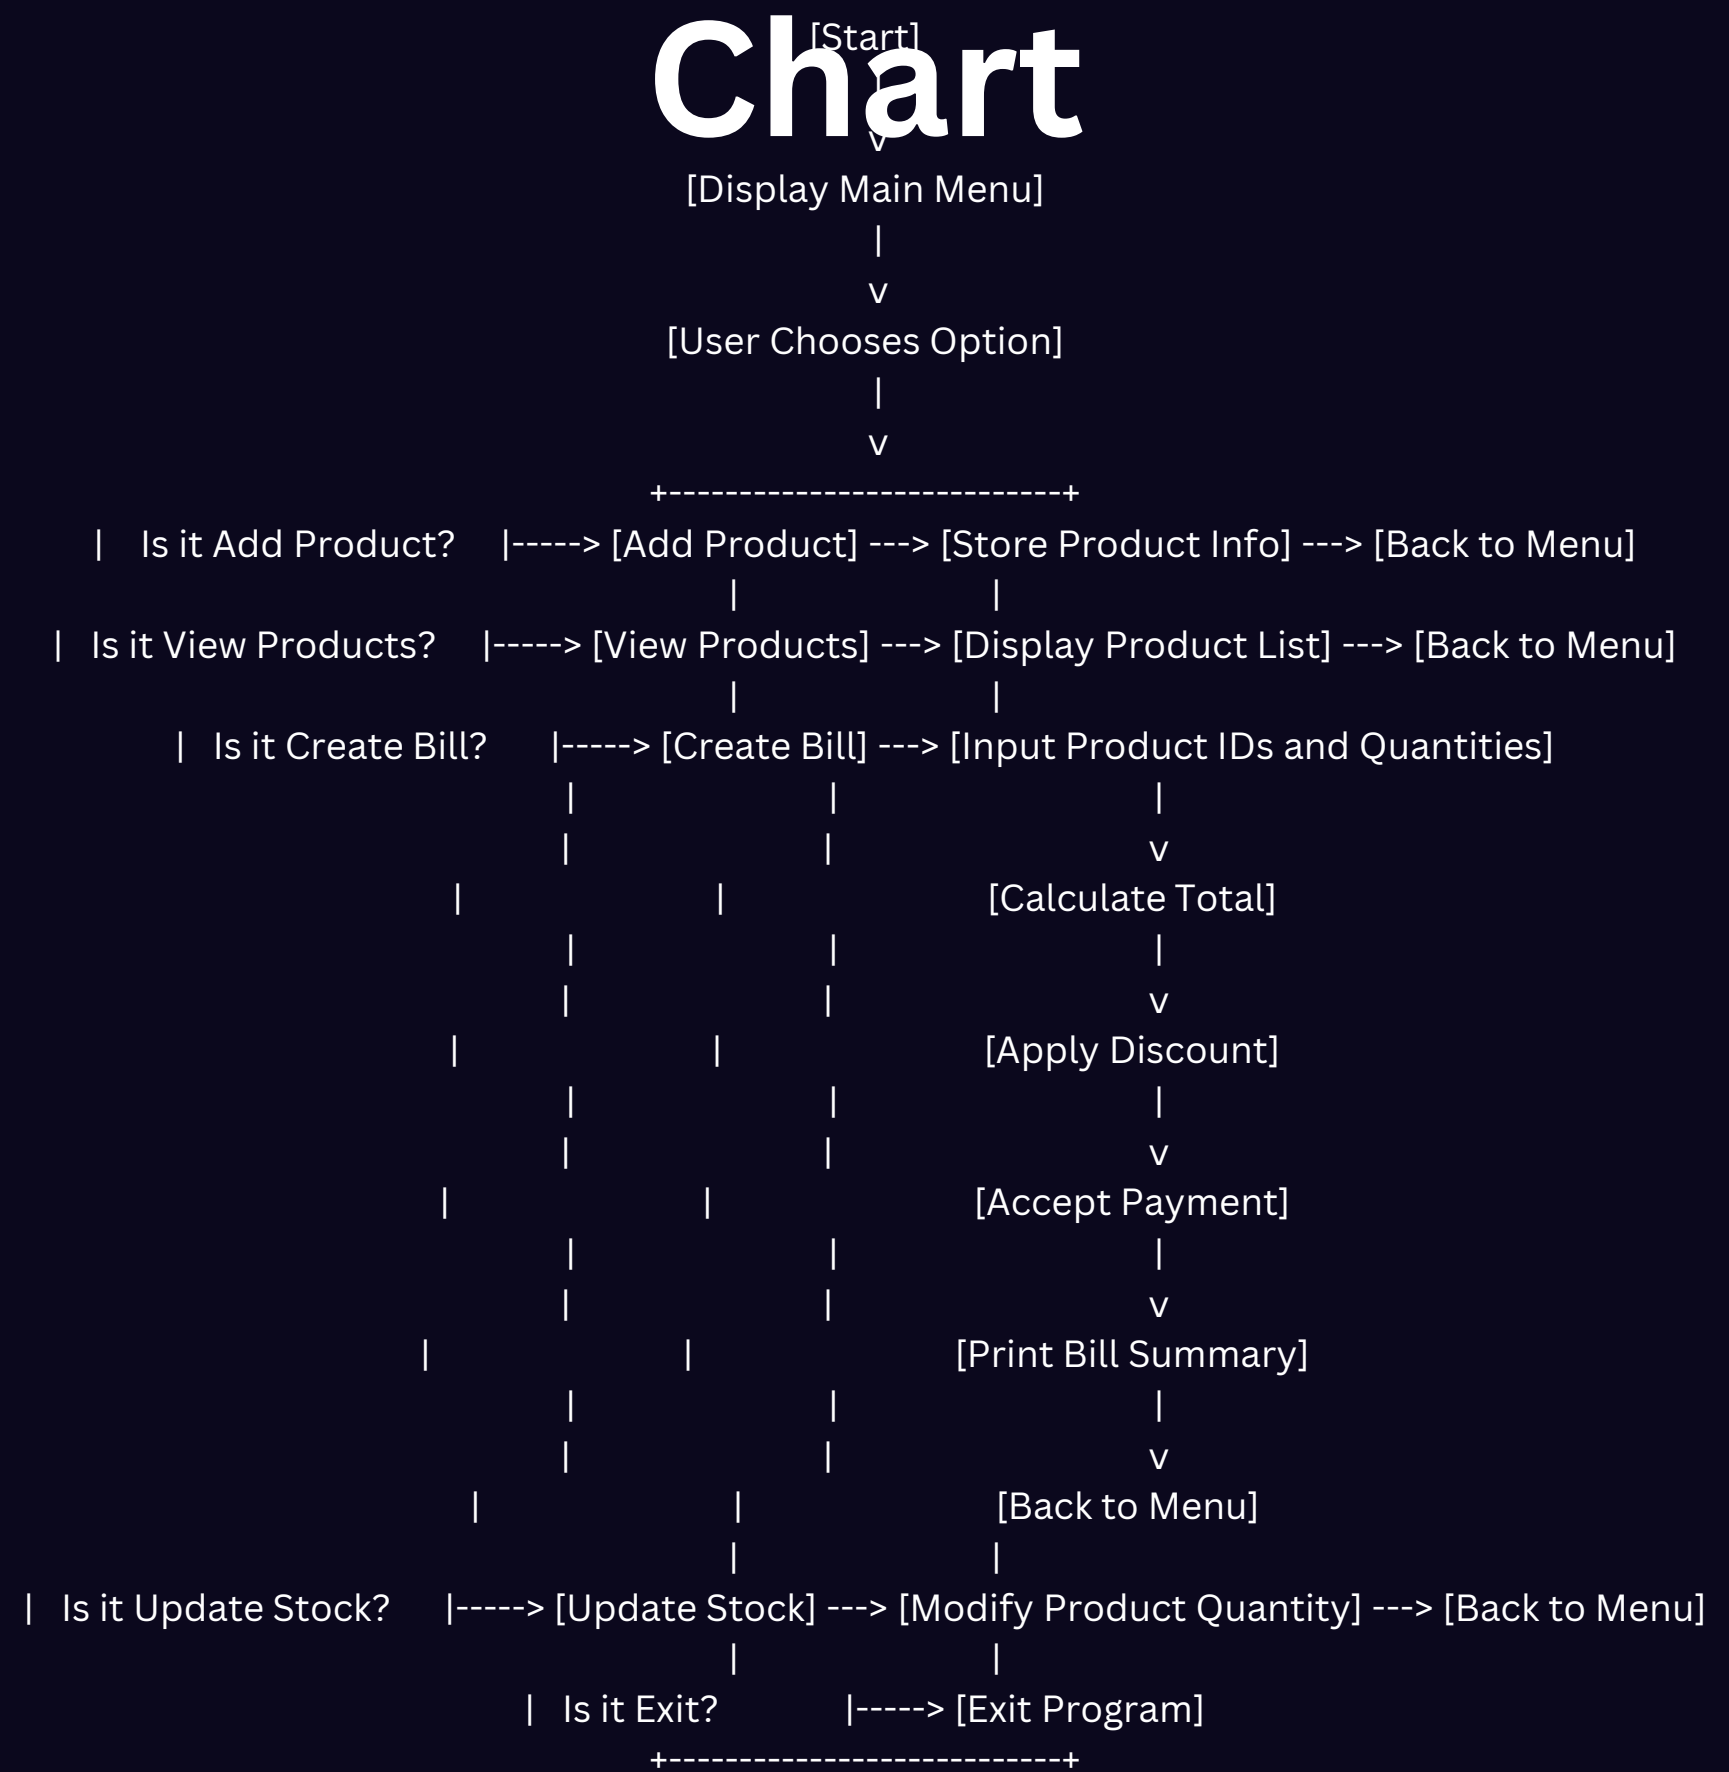 Chart
[Start]
|
v
[Display Main Menu]
|
v
[User Chooses Option]
|
v
+----------------------------+
|    Is it Add Product?     |-----> [Add Product] ---> [Store Product Info] ---> [Back to Menu]
|                            |
|   Is it View Products?     |-----> [View Products] ---> [Display Product List] ---> [Back to Menu]
|                            |
|   Is it Create Bill?       |-----> [Create Bill] ---> [Input Product IDs and Quantities]
|                            |                                   |
|                            |                                   v
|                            |                            [Calculate Total]
|                            |                                   |
|                            |                                   v
|                            |                            [Apply Discount]
|                            |                                   |
|                            |                                   v
|                            |                            [Accept Payment]
|                            |                                   |
|                            |                                   v
|                            |                            [Print Bill Summary]
|                            |                                   |
|                            |                                   v
|                            |                            [Back to Menu]
|                            |
|   Is it Update Stock?      |-----> [Update Stock] ---> [Modify Product Quantity] ---> [Back to Menu]
|                            |
|   Is it Exit?              |-----> [Exit Program]
+----------------------------+